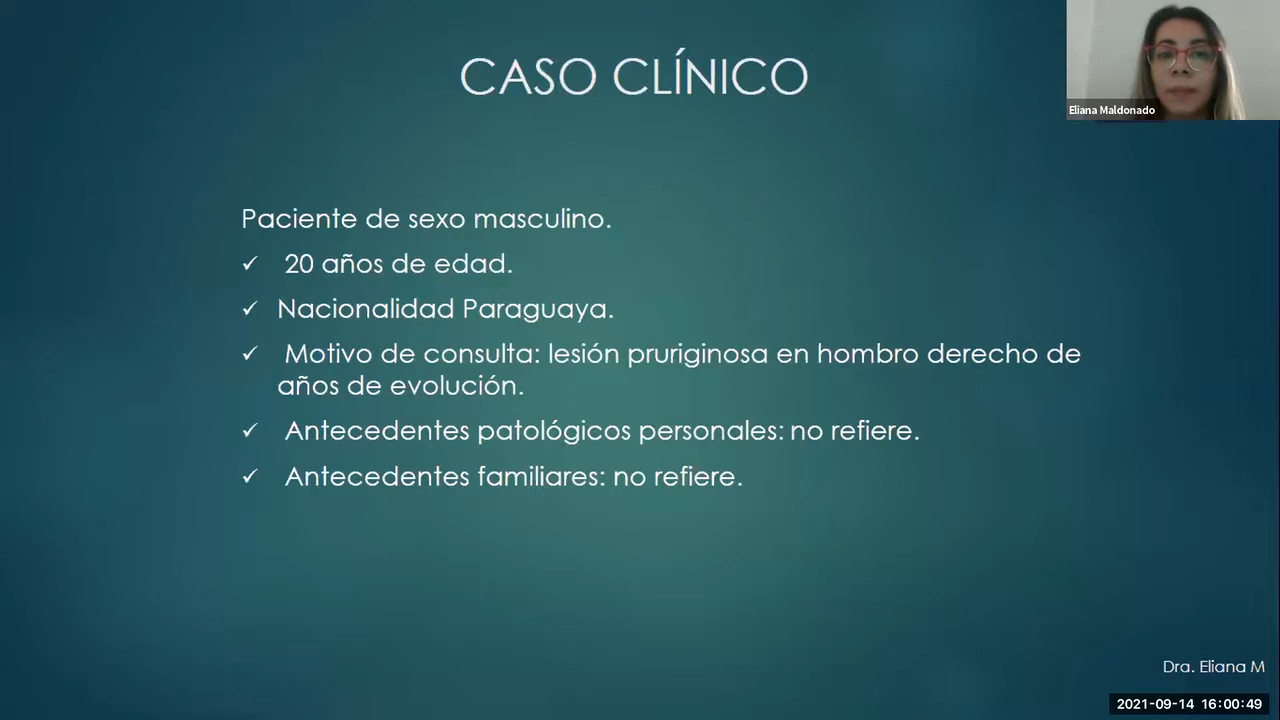 CASO CLÍNICO
Eliana Maldonado
Paciente de sexo masculino.
✓ 20 años de edad.
✓ Nacionalidad Paraguaya.
✓ Motivo de consulta: lesión pruriginosa en hombro derecho de
años de evolución.
✓ Antecedentes patológicos personales: no refiere.
✓ Antecedentes familiares: no refiere.
Dra. Eliana M
2021-09-14 16:00:49